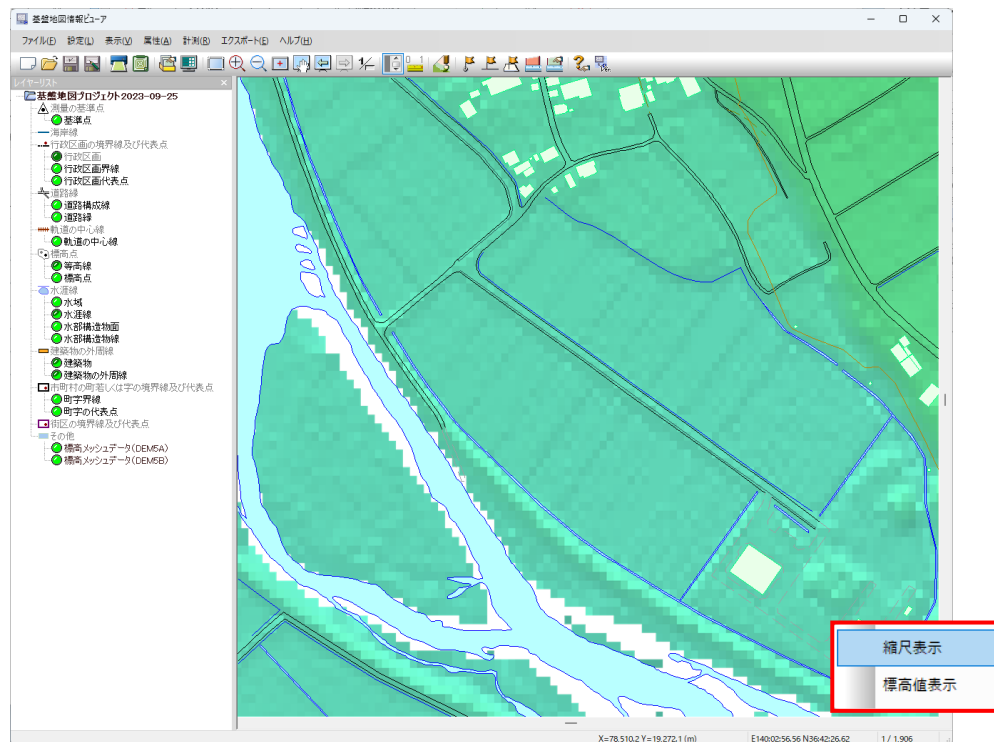 基盤地図情報ビューア
ファイル(F) 設定(L) 表示(V) 属性(A) 計測(R) エクスポート(E) ヘルプ(H)
レイヤーリスト
基盤地図プロジェクト2023-09-25
測量の基準点
基準点
海岸線
行政区画の境界線及び代表点
行政区画
行政区画界線
行政区画代表点
道路縁
道路構成線
道路縁
軌道の中心線
軌道の中心線
標高点
等高線
標高点
水涯線
水域
水涯線
水部構造物面
水部構造物線
建築物の外周線
建築物
建築物の外周線
市町村の町若しくは字の境界線及び代表点
町字界線
町字の代表点
街区の境界線及び代表点
その他
標高メッシュデータ(DEM5A)
標高メッシュデータ(DEM5B)
縮尺表示
標高値表示
X=78,510.2 Y=19,272.1 (m) E140:02:56.56 N36:42:26.62 1 / 1,906